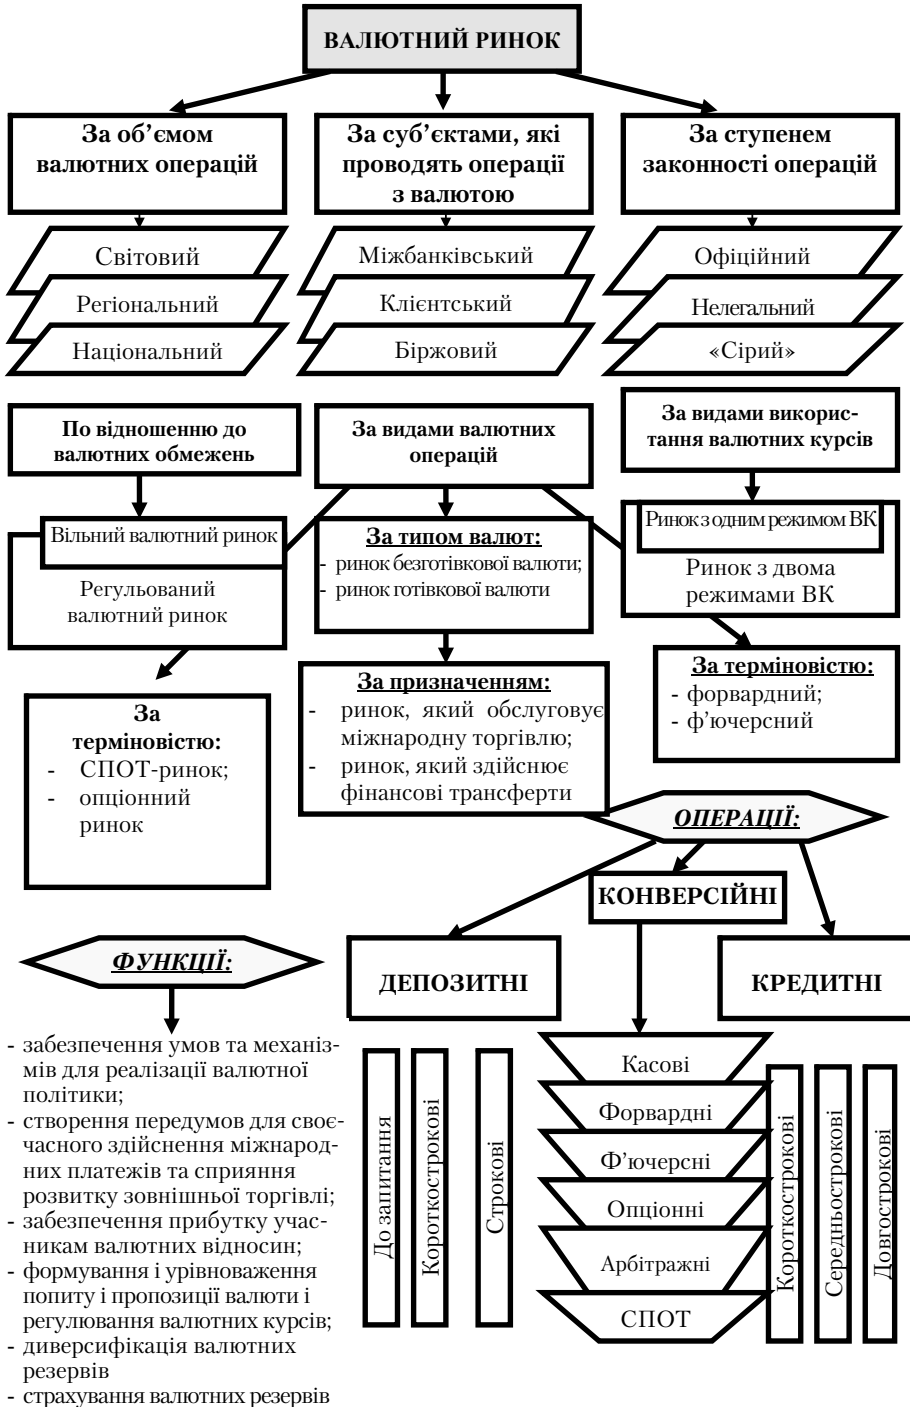 ВАЛЮТНИЙ РИНОК
За об’ємом
валютних операцій
За суб’єктами, які
проводять операції
з валютою
За ступенем
законності операцій
Світовий
Регіональний
Національний
Міжбанківський
Клієнтський
Біржовий
Офіційний
Нелегальний
«Сірий»
По відношенню до
валютних обмежень
За видами валютних
операцій
За видами викорис-
тання валютних курсів
Вільний валютний ринок
Регульований
валютний ринок
За типом валют:
- ринок безготівкової валюти;
- ринок готівкової валюти
Ринок з одним режимом ВК
Ринок з двома
режимами ВК
За
терміновістю:
- СПОТ-ринок;
- опціонний
ринок
За призначенням:
- ринок, який обслуговує
міжнародну торгівлю;
- ринок, який здійснює
фінансові трансферти
За терміновістю:
- форвардний;
- ф’ючерсний
ОПЕРАЦІЇ:
КОНВЕРСІЙНІ
ДЕПОЗИТНІ
КРЕДИТНІ
ФУНКЦІЇ:
- забезпечення умов та механіз-
мів для реалізації валютної
політики;
- створення передумов для своє-
часного здійснення міжнарод-
них платежів та сприяння
розвитку зовнішньої торгівлі;
- забезпечення прибутку учас-
никам валютних відносин;
- формування і урівноваження
попиту і пропозиції валюти і
регулювання валютних курсів;
- диверсифікація валютних
резервів
- страхування валютних резервів
До запитання
Короткострокові
Строкові
Касові
Форвардні
Ф’ючерсні
Опціонні
Арбітражні
СПОТ
Короткострокові
Середньострокові
Довгострокові